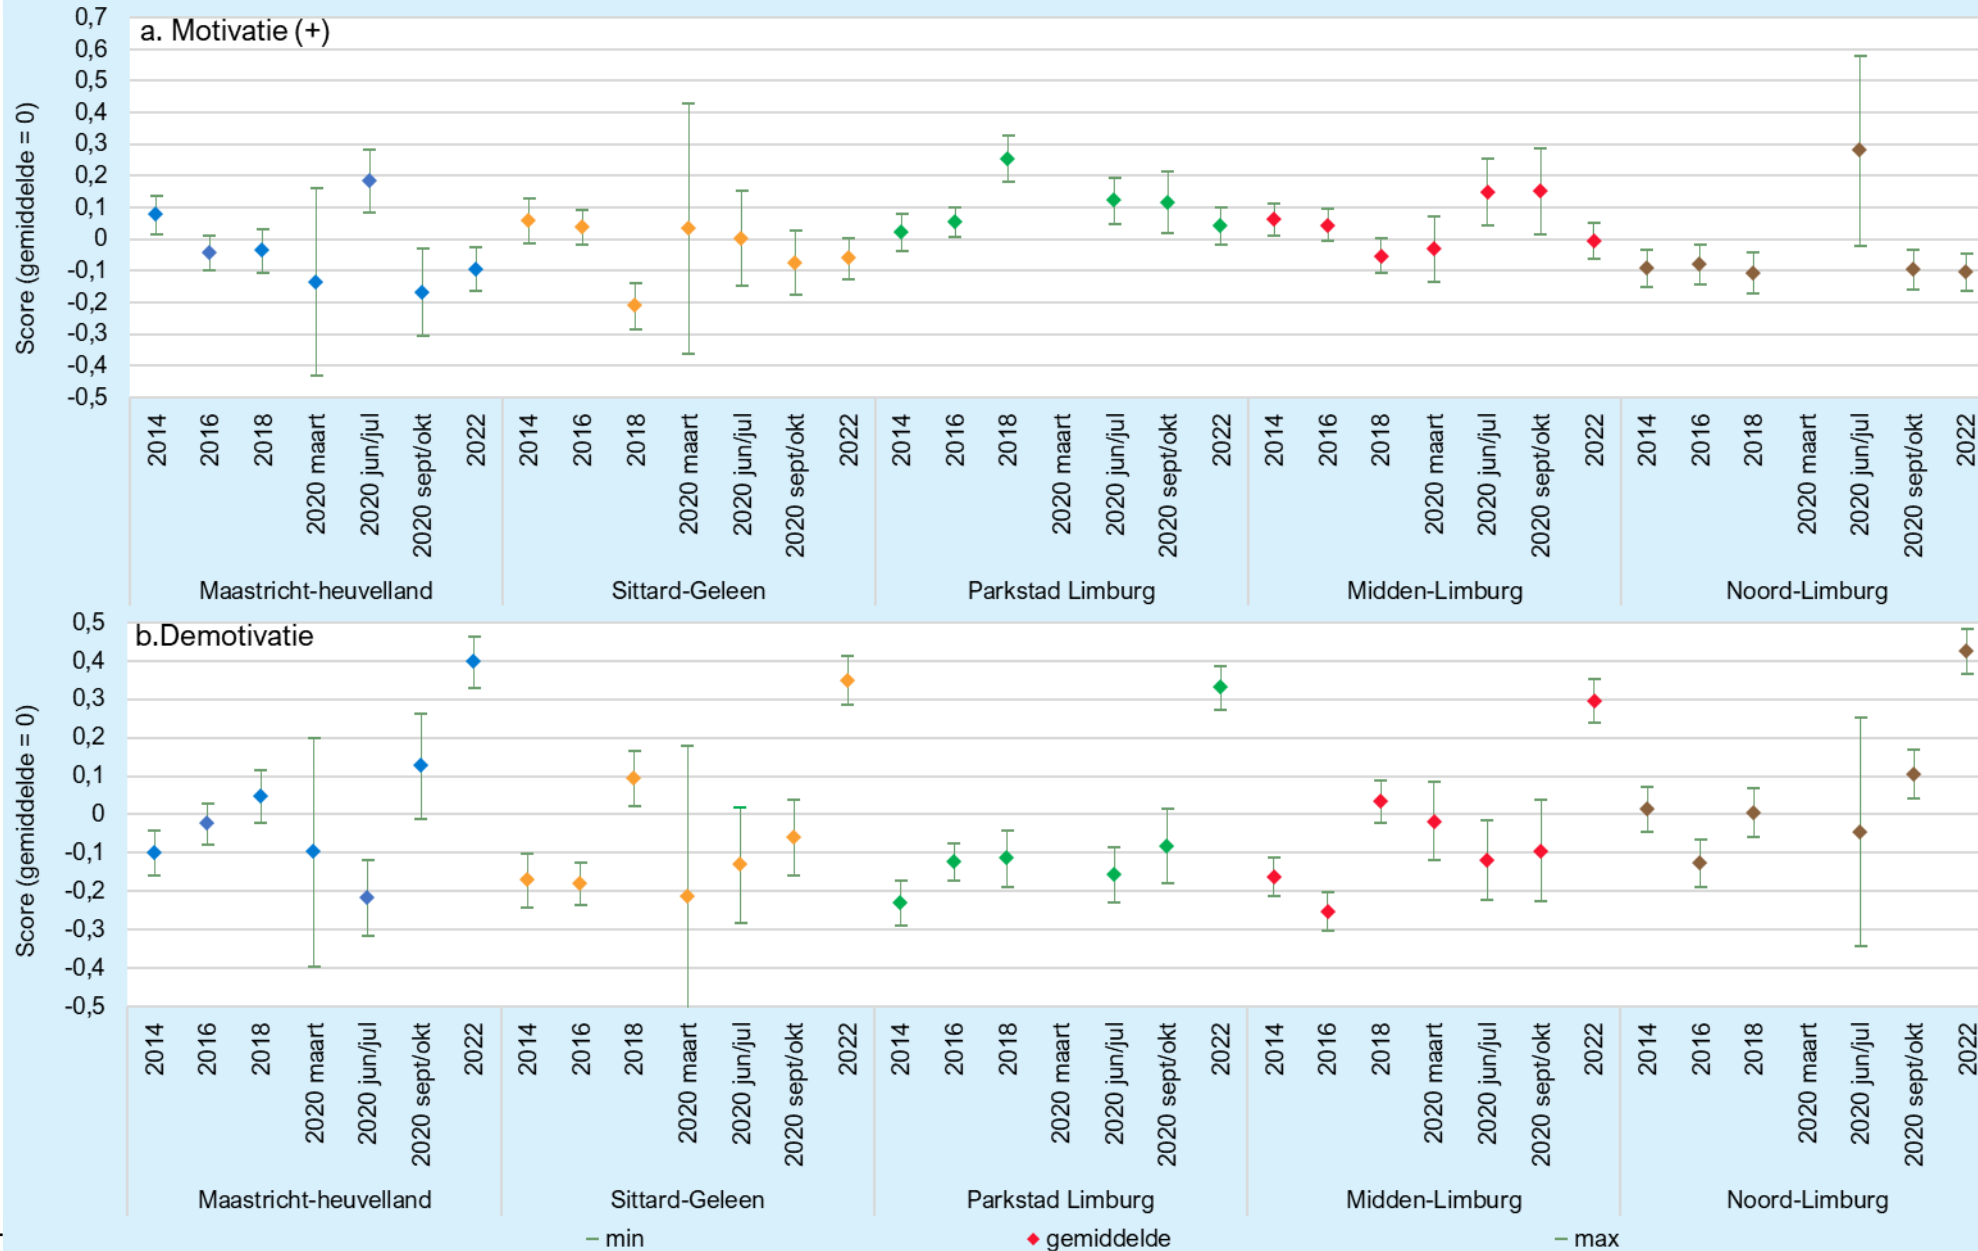 a. Motivatie (+)
Score (gemiddelde = 0)
0,7
0,6
0,5
0,4
0,3
0,2
0,1
0
-0,1
-0,2
-0,3
-0,4
-0,5
2014 2016 2018 2020 maart 2020 jun/jul 2020 sept/okt 2022 2014 2016 2018 2020 maart 2020 jun/jul 2020 sept/okt 2022 2014 2016 2018 2020 maart 2020 jun/jul 2020 sept/okt 2022 2014 2016 2018 2020 maart 2020 jun/jul 2020 sept/okt 2022 2014 2016 2018 2020 maart 2020 jun/jul 2020 sept/okt 2022
Maastricht-heuvelland Sittard-Geleen Parkstad Limburg Midden-Limburg Noord-Limburg
b.Demotivatie
Score (gemiddelde = 0)
0,5
0,4
0,3
0,2
0,1
0
-0,1
-0,2
-0,3
-0,4
-0,5
2014 2016 2018 2020 maart 2020 jun/jul 2020 sept/okt 2022 2014 2016 2018 2020 maart 2020 jun/jul 2020 sept/okt 2022 2014 2016 2018 2020 maart 2020 jun/jul 2020 sept/okt 2022 2014 2016 2018 2020 maart 2020 jun/jul 2020 sept/okt 2022 2014 2016 2018 2020 maart 2020 jun/jul 2020 sept/okt 2022
Maastricht-heuvelland Sittard-Geleen Parkstad Limburg Midden-Limburg Noord-Limburg
min gemiddelde max